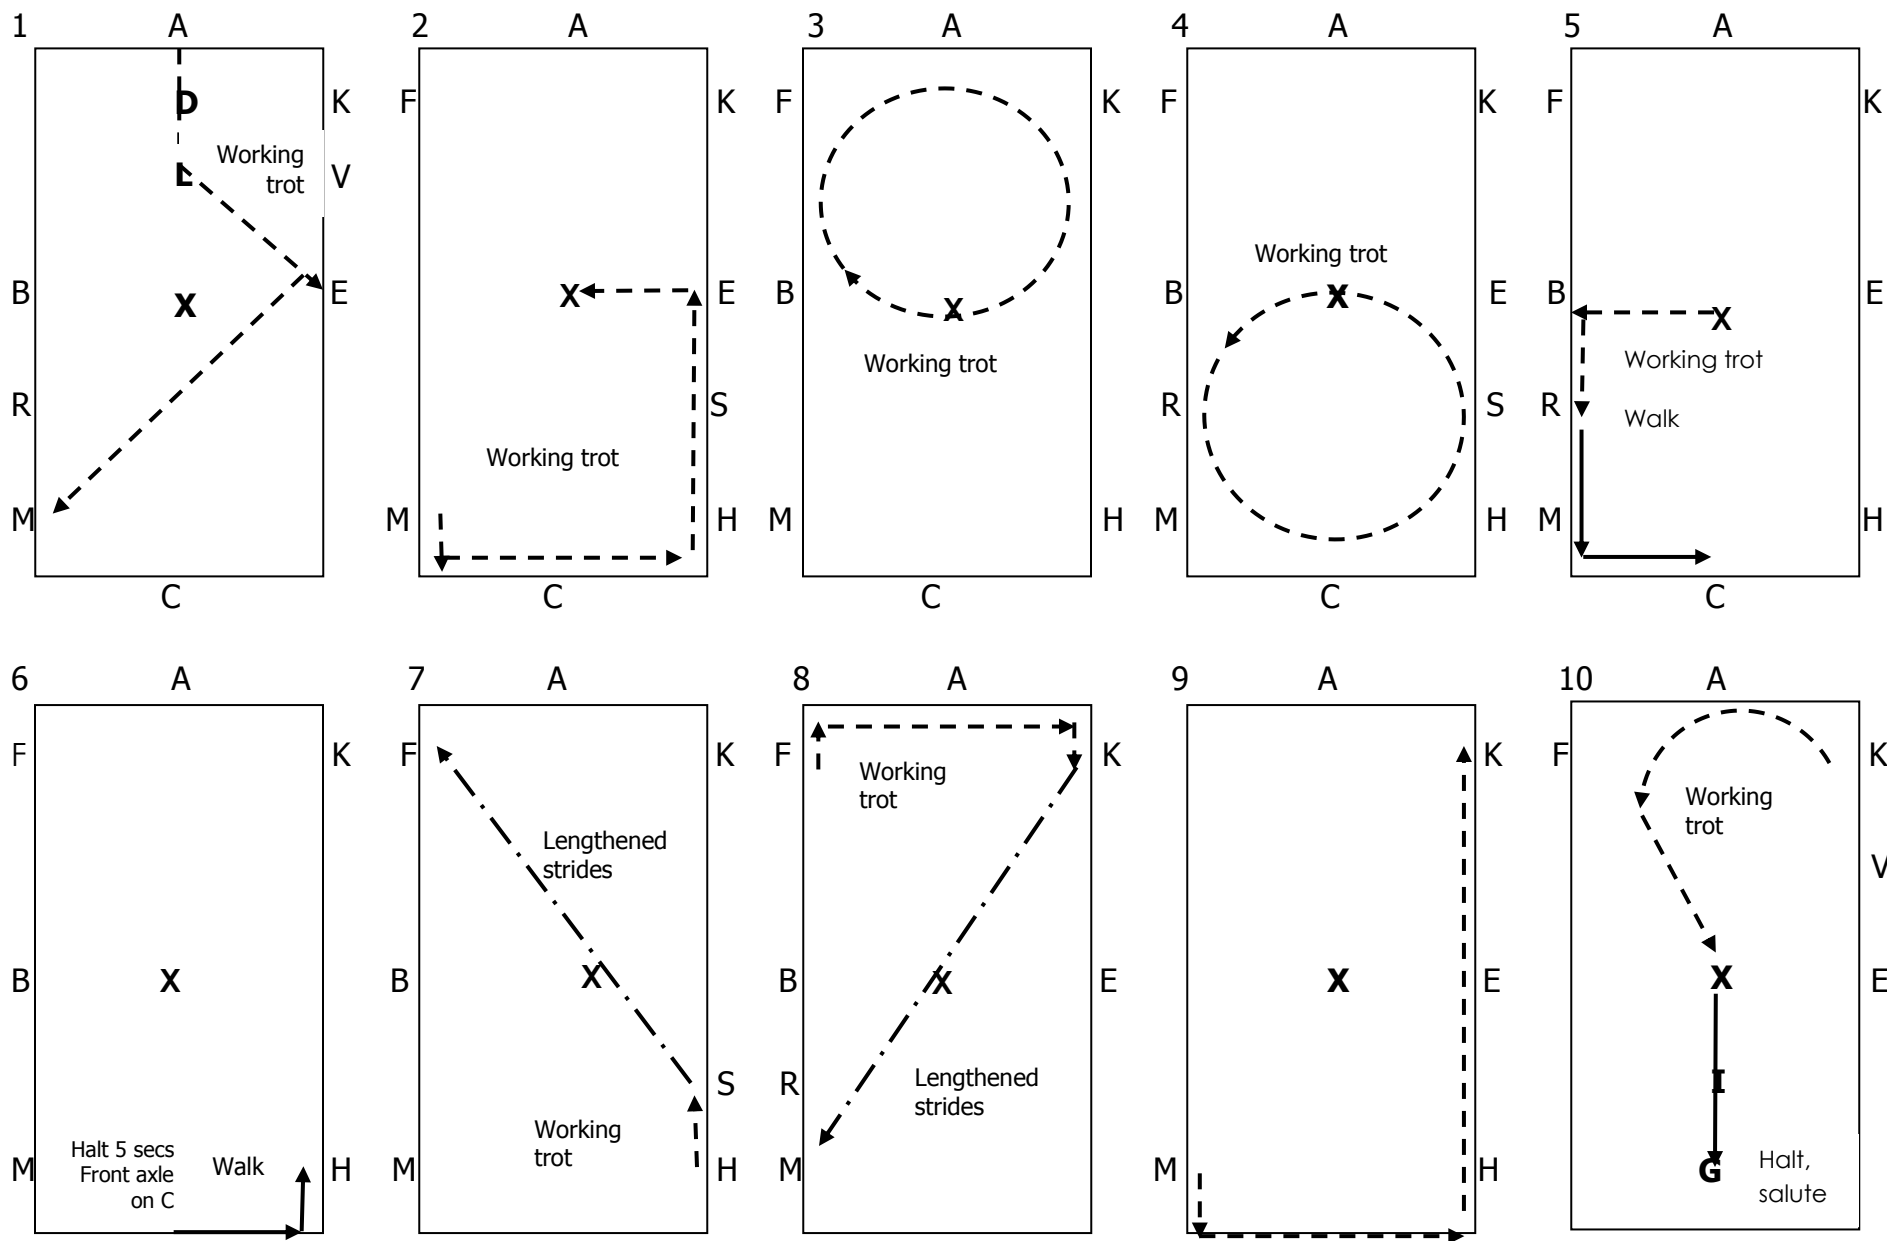 1 A
D K
Working
trot
L V
B X E
R
M
C
2 A
F K
B X E
S
Working trot
M H
C
3 A
F K
B X
Working trot
M H
C
4 A
F K
Working trot
B X E
R S
M H
C
5 A
F K
B X E
Working trot
R Walk
M H
C
6 A
F K
B X
Halt 5 secs
Front axle
on C
Walk
M H
7 A
F K
Lengthened
strides
B X
S
Working
trot
M H
8 A
F K
Working
trot
B X E
R
Lengthened
strides
M
9 A
K
X E
M H
10 A
F K
Working
trot
V
X E
I
G
Halt,
salute